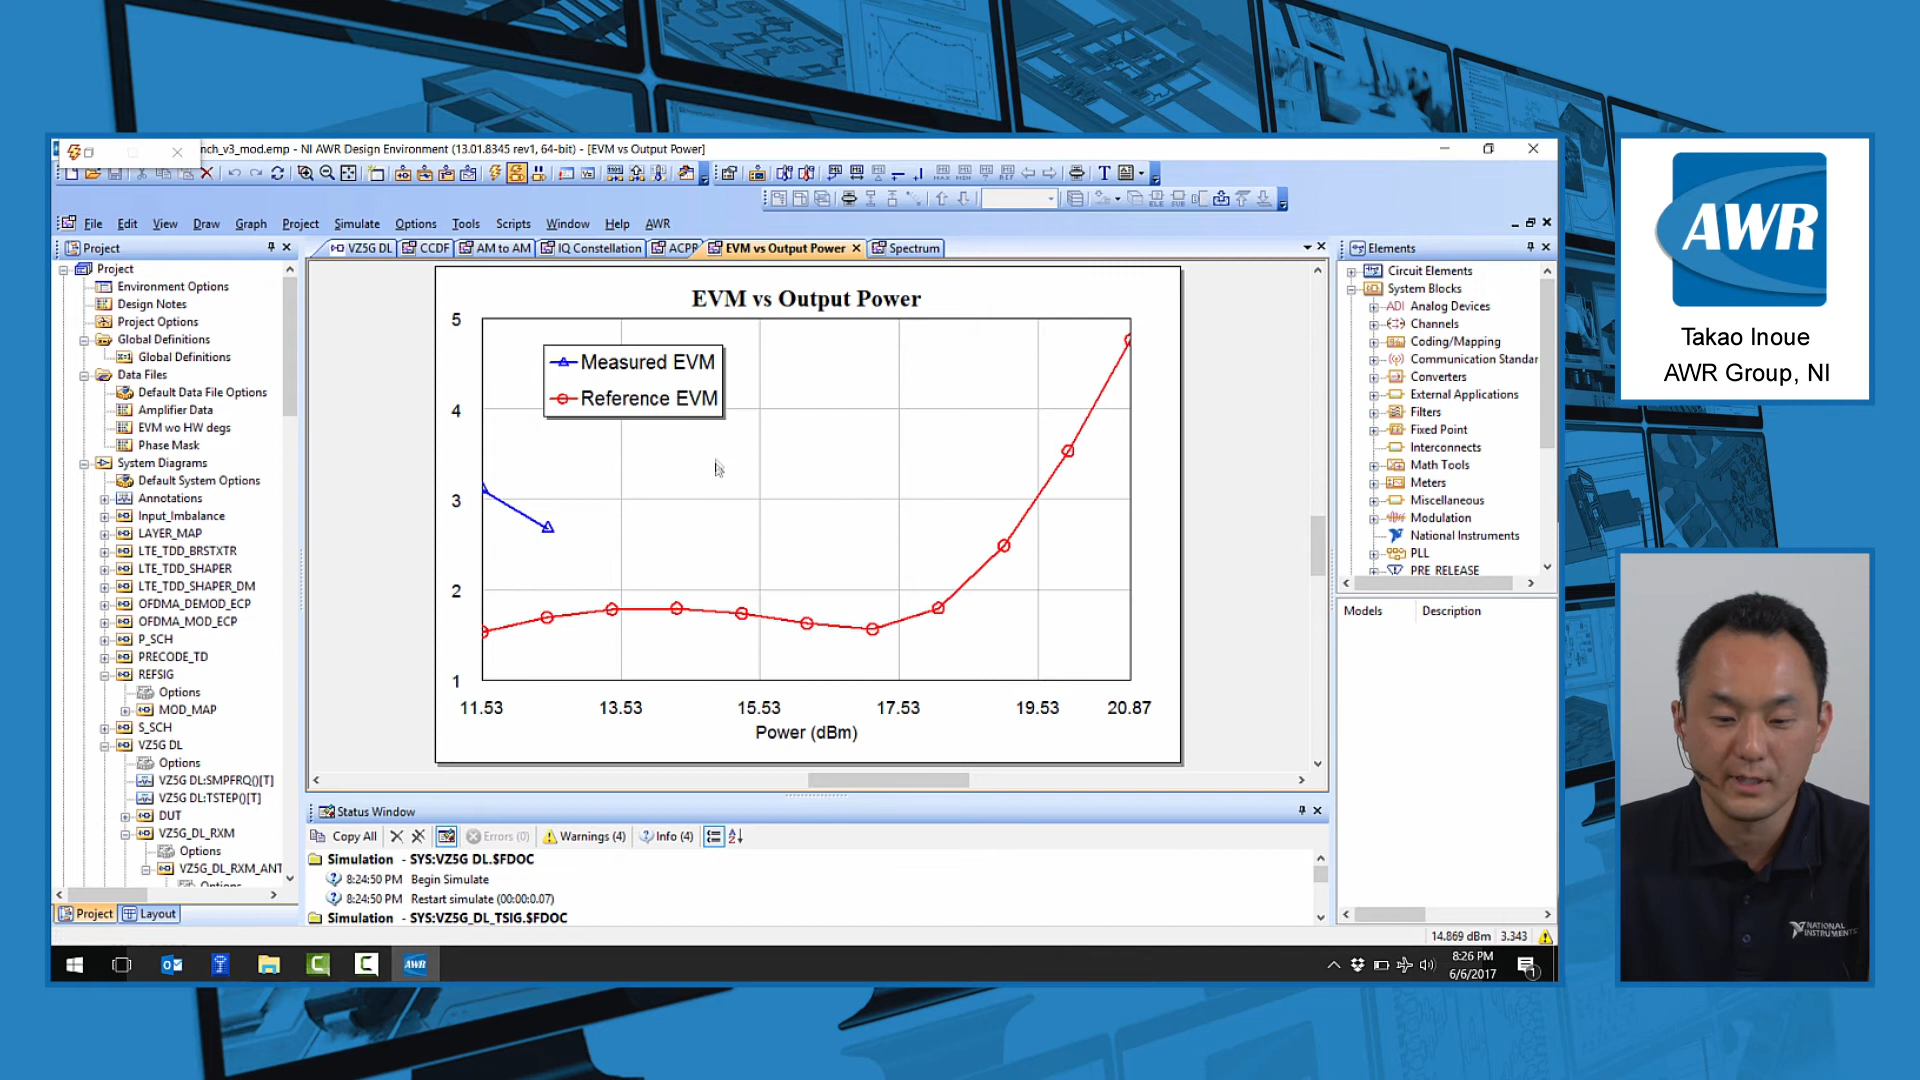 nch_v3_mod.emp - NI AWR Design Environment (13.01.8345 rev1, 64-bit) - [EVM vs Output Power]
File Edit View Draw Graph Project Simulate Options Tools Scripts Window Help AWR
Project
VZ5G DL CCDF AM to AM IQ Constellation ACPR EVM vs Output Power Spectrum
Elements
Project
Environment Options
Design Notes
Project Options
Global Definitions
Global Definitions
Data Files
Default Data File Options
Amplifier Data
EVM wo HW degs
Phase Mask
System Diagrams
Default System Options
Annotations
Input_Imbalance
LAYER_MAP
LTE_TDD_BRSTXTR
LTE_TDD_SHAPER
LTE_TDD_SHAPER_DM
OFDMA_DEMOD_ECP
OFDMA_MOD_ECP
P_SCH
PRECODE_TD
REFSIG
Options
MOD_MAP
S_SCH
VZ5G DL
Options
VZ5G DL:SMPFRQ()[T]
VZ5G DL:TSTEP()[T]
DUT
VZ5G_DL_RXM
Options
VZ5G_DL_RXM_ANT
Options
Project Layout
EVM vs Output Power
Measured EVM
Reference EVM
5
4
3
2
1
11.53 13.53 15.53 17.53 19.53 20.87
Power (dBm)
Status Window
Copy All Errors (0) Warnings (4) Info (4)
Simulation - SYS:VZ5G DL.$FDOC
8:24:50 PM Begin Simulate
8:24:50 PM Restart simulate (00:00:0.07)
Simulation - SYS:VZ5G_DL_TSIG.$FDOC
Circuit Elements
System Blocks
ADI Analog Devices
Channels
Coding/Mapping
Communication Standar
Converters
External Applications
Filters
Fixed Point
Interconnects
Math Tools
Meters
Miscellaneous
Modulation
National Instruments
PLL
PRE RELEASE
Models Description
14.869 dBm 3.343
AWR
8:26 PM
6/6/2017
1
AWR
Takao Inoue
AWR Group, NI
NATIONAL
INSTRUMENTS